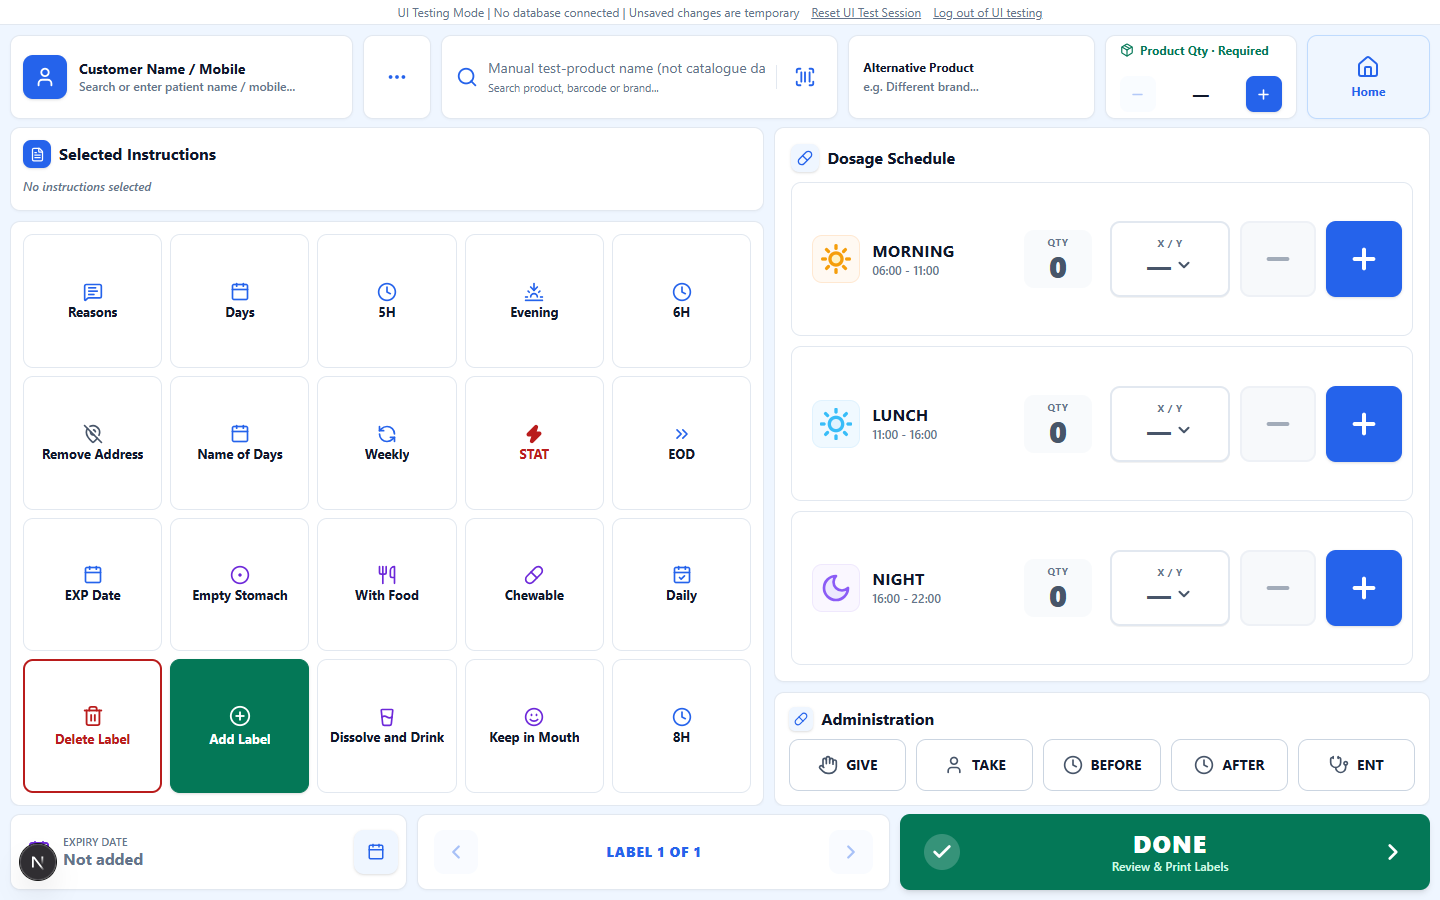 UI Testing Mode | No database connected | Unsaved changes are temporary Reset UI Test Session Log out of UI testing
Customer Name / Mobile
Search or enter patient name / mobile...
Manual test-product name (not catalogue da
Search product, barcode or brand...
Alternative Product
e.g. Different brand...
Product Qty · Required
—
Home
Selected Instructions
No instructions selected
Reasons
Days
5H
Evening
6H
Remove Address
Name of Days
Weekly
STAT
EOD
EXP Date
Empty Stomach
With Food
Chewable
Daily
Delete Label
Add Label
Dissolve and Drink
Keep in Mouth
8H
Dosage Schedule
MORNING
06:00 - 11:00
QTY
0
X / Y
—
LUNCH
11:00 - 16:00
QTY
0
X / Y
—
NIGHT
16:00 - 22:00
QTY
0
X / Y
—
Administration
GIVE
TAKE
BEFORE
AFTER
ENT
EXPIRY DATE
Not added
N
LABEL 1 OF 1
DONE
Review & Print Labels